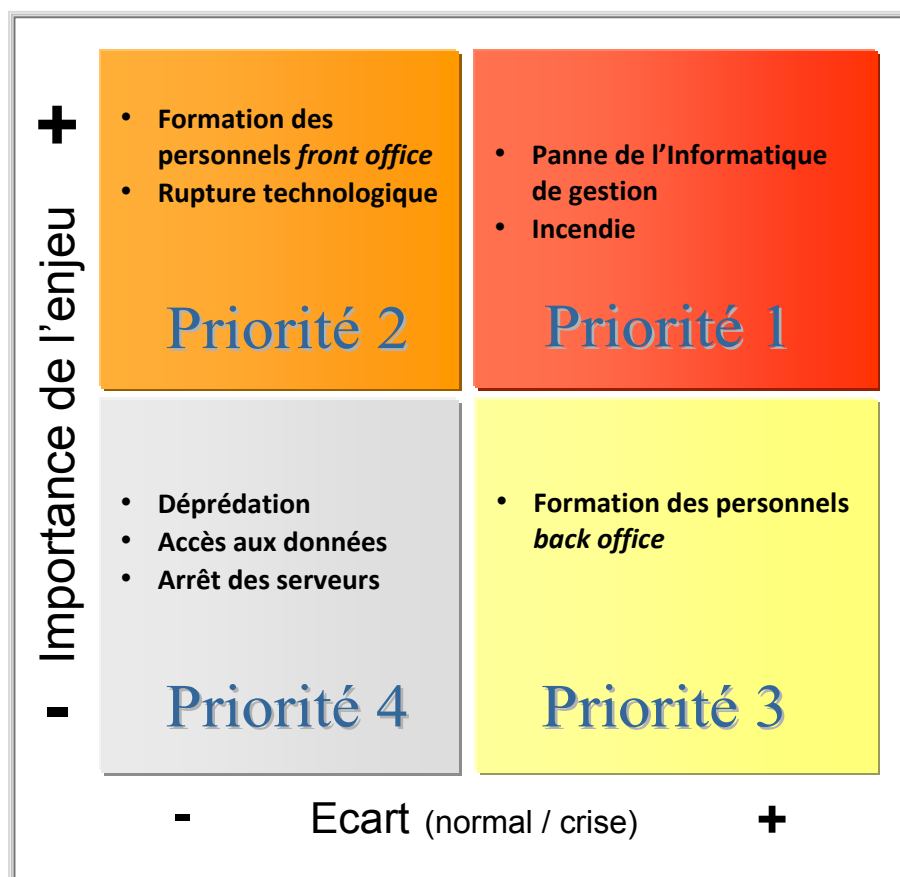 +
Importance de l'enjeu
-
• Formation des
personnels front office
• Rupture technologique
Priorité 2
• Panne de l'Informatique
de gestion
• Incendie
Priorité 1
• Déprédation
• Accès aux données
• Arrêt des serveurs
Priorité 4
• Formation des personnels
back office
Priorité 3
- Ecart (normal / crise) +